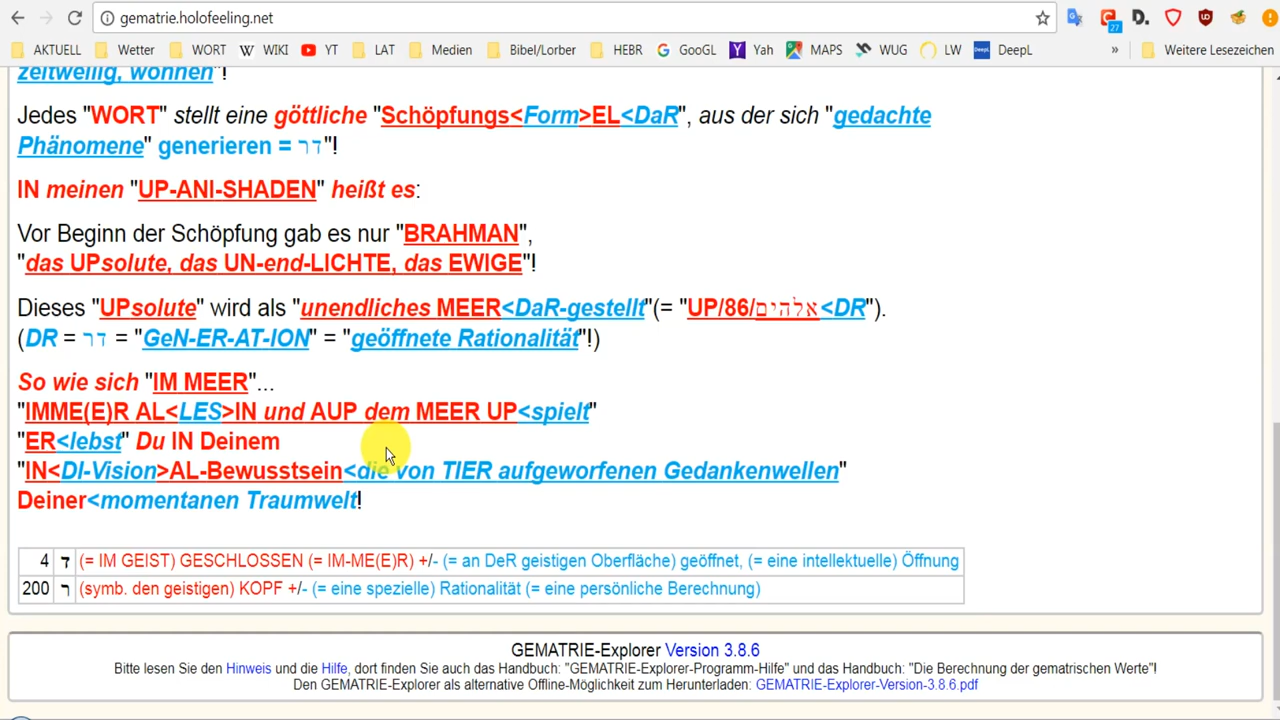 gematrie.holofeeling.net
27
AKTUELL Wetter WORT WIKI YT LAT Medien Bibel/Lorber HEBR GooGL Yah MAPS WUG LW DeepL » Weitere Lesezeichen
zeitweilig, wohnen"!
Jedes "WORT" stellt eine göttliche "Schöpfungs<Form>EL<DaR", aus der sich "gedachte
Phänomene" generieren = דר"!
IN meinen "UP-ANI-SHADEN" heißt es:
Vor Beginn der Schöpfung gab es nur "BRAHMAN",
"das UPsolute, das UN-end-LICHTE, das EWIGE"!
Dieses "UPsolute" wird als "unendliches MEER<DaR-gestellt"(= "UP/86/אלהים<DR").
(DR = דר = "GeN-ER-AT-ION" = "geöffnete Rationalität"!)
So wie sich "IM MEER"...
"IMME(E)R AL<LES>IN und AUP dem MEER UP<spielt"
"ER<lebst" Du IN Deinem
"IN<DI-Vision>AL-Bewusstsein<die von TIER aufgeworfenen Gedankenwellen"
Deiner<momentanen Traumwelt!
4 ד (= IM GEIST) GESCHLOSSEN (= IM-ME(E)R) +/- (= an DeR geistigen Oberfläche) geöffnet, (= eine intellektuelle) Öffnung
200 ר (symb. den geistigen) KOPF +/- (= eine spezielle) Rationalität (= eine persönliche Berechnung)
GEMATRIE-Explorer Version 3.8.6
Bitte lesen Sie den Hinweis und die Hilfe, dort finden Sie auch das Handbuch: "GEMATRIE-Explorer-Programm-Hilfe" und das Handbuch: "Die Berechnung der gematrischen Werte"!
Den GEMATRIE-Explorer als alternative Offline-Möglichkeit zum Herunterladen: GEMATRIE-Explorer-Version-3.8.6.pdf